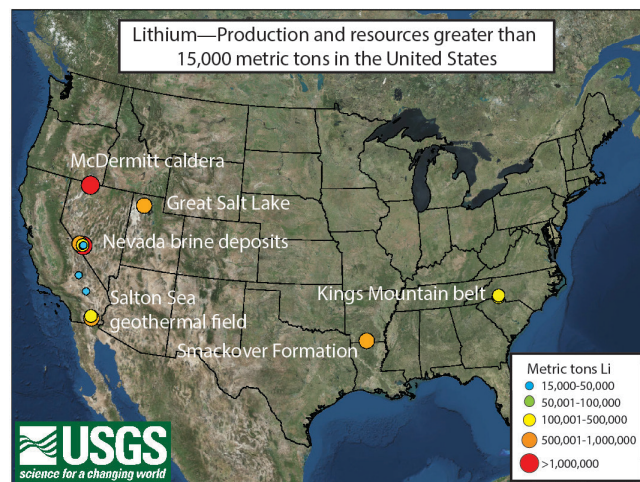 Lithium—Production and resources greater than
15,000 metric tons in the United States
McDermitt caldera
Great Salt Lake
Nevada brine deposits
Salton Sea
geothermal field
Kings Mountain belt
Smackover Formation
Metric tons Li
15,000-50,000
50,001-100,000
100,001-500,000
500,001-1,000,000
>1,000,000
USGS
science for a changing world